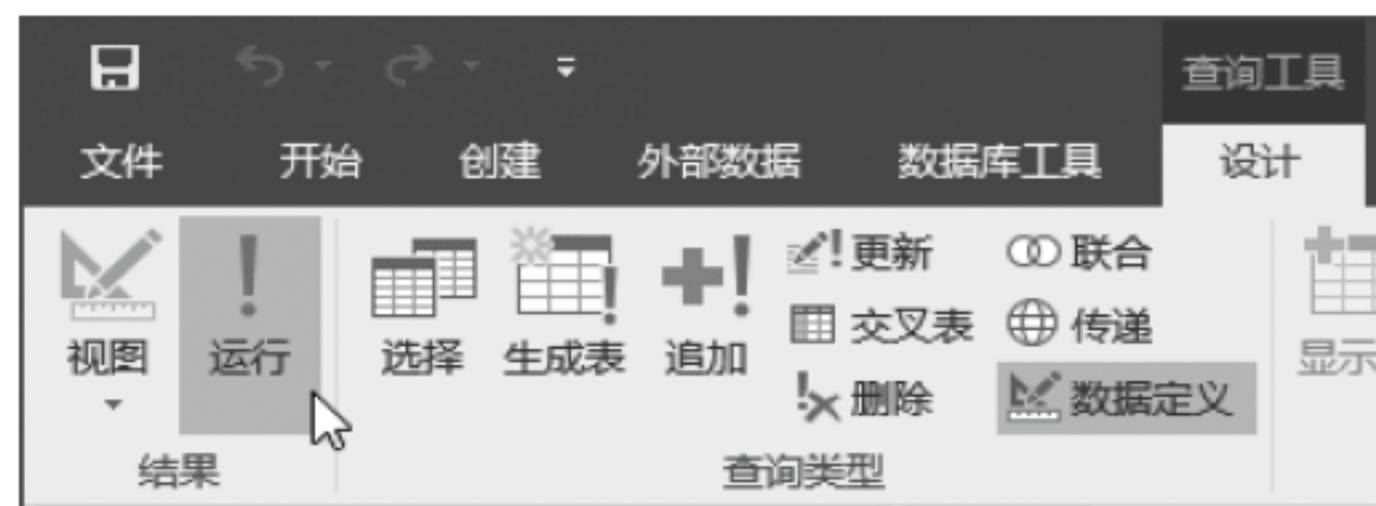 查询工具
文件 开始 创建 外部数据 数据库工具 设计
视图 运行 选择 生成表 追加 更新 联合
交叉表 传递
删除 数据定义
显示
结果 查询类型